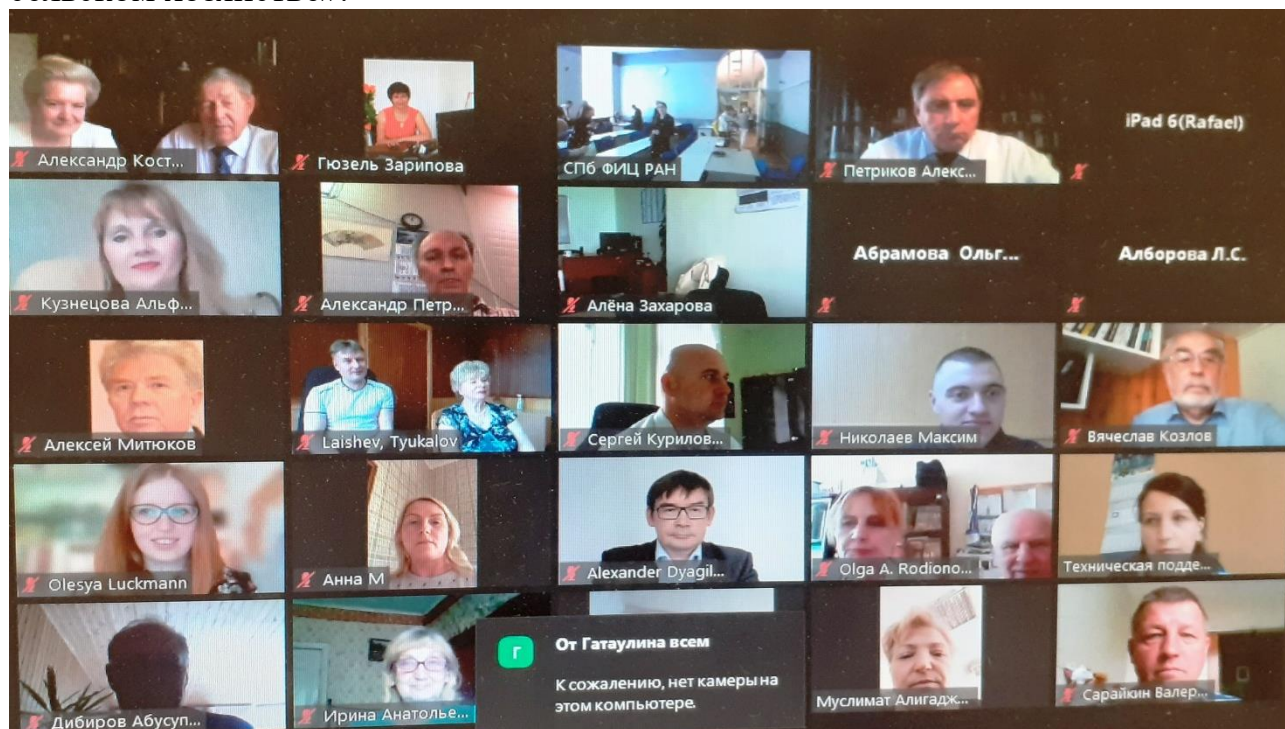 Александр Кост...
Гюзель Зарипова
СПб ФИЦ РАН
Петриков Алекс...
iPad 6(Rafael)
Кузнецова Альф...
Александр Петр...
Алёна Захарова
Абрамова Ольг...
Алборова Л.С.
Алексей Митюков
Laishev, Tyukalov
Сергей Курилов...
Николаев Максим
Вячеслав Козлов
Olesya Luckmann
Анна М
Alexander Dyagil...
Olga A. Rodiono...
Техническая подде...
Дибиров Абусуп...
Ирина Анатолье...
Г
От Гатаулина всем
К сожалению, нет камеры на
этом компьютере.
Муслимат Алигадж...
Сарайкин Валер...